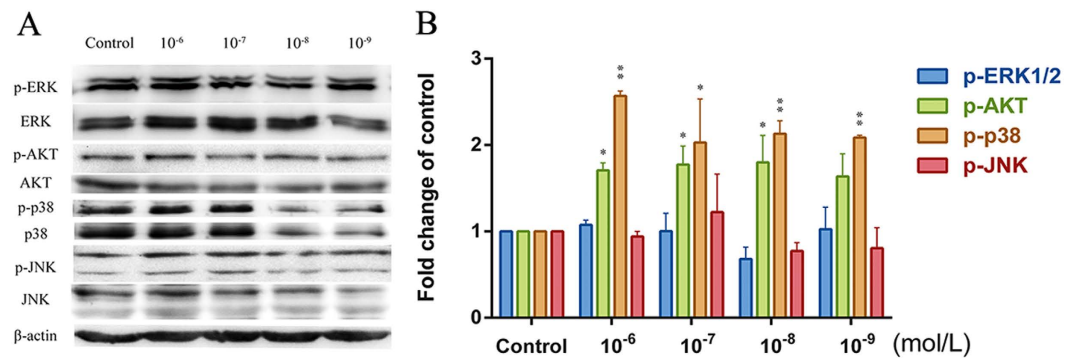 A
Control 10⁻⁶ 10⁻⁷ 10⁻⁸ 10⁻⁹
p-ERK
ERK
p-AKT
AKT
p-p38
p38
p-JNK
JNK
β-actin
B
Fold change of control
3
2
1
0
*
**
*
*
*
**
**
Control 10⁻⁶ 10⁻⁷ 10⁻⁸ 10⁻⁹ (mol/L)
p-ERK1/2
p-AKT
p-p38
p-JNK